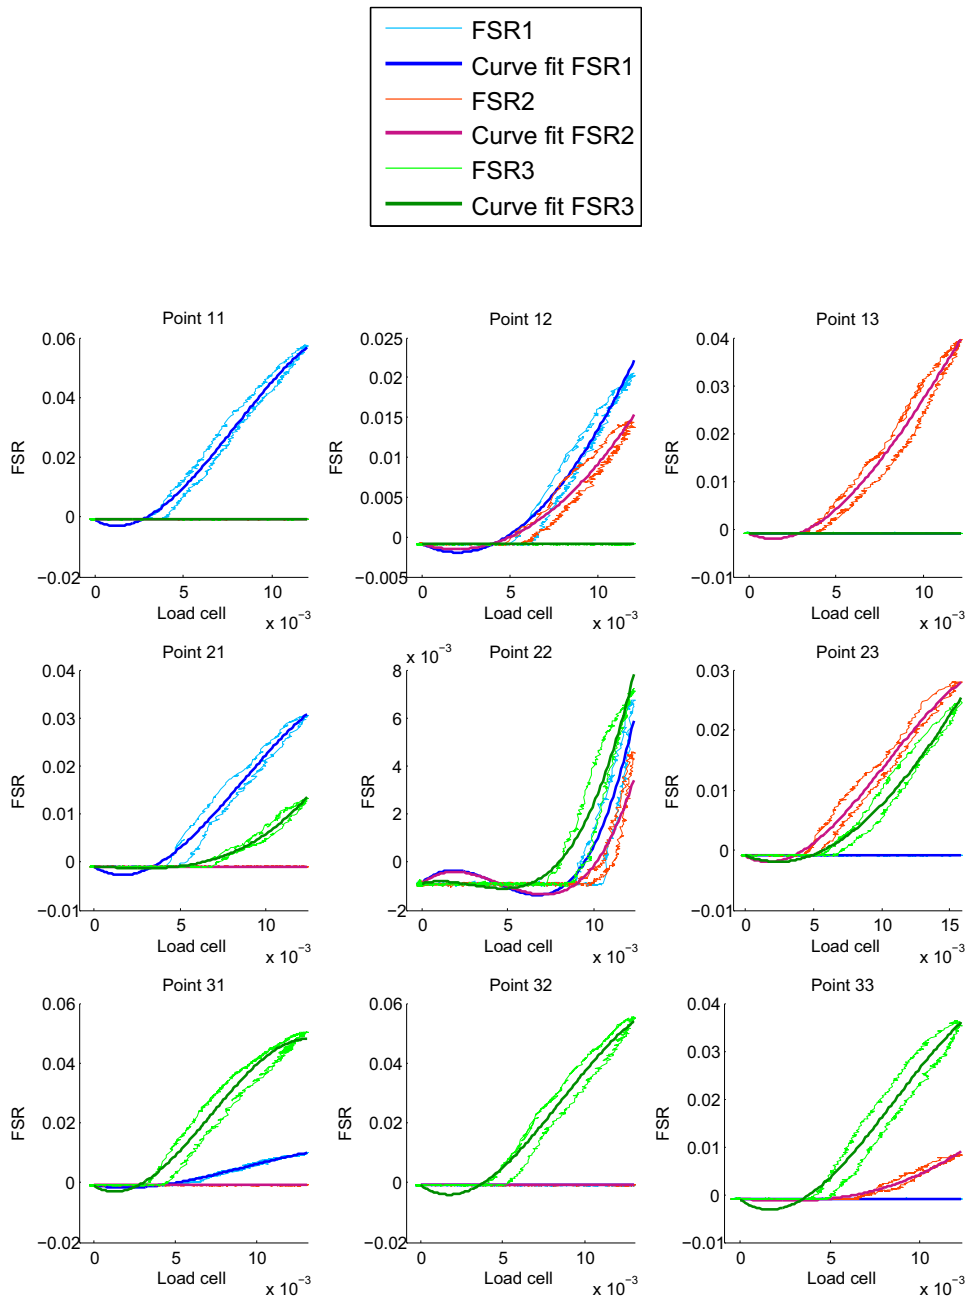 FSR1
Curve fit FSR1
FSR2
Curve fit FSR2
FSR3
Curve fit FSR3
Point 11
0.06
0.04
0.02
0
−0.02
FSR
0 5 10
Load cell
x 10−3
Point 12
0.025
0.02
0.015
0.01
0.005
0
−0.005
FSR
0 5 10
Load cell
x 10−3
Point 13
0.04
0.03
0.02
0.01
0
−0.01
FSR
0 5 10
Load cell
x 10−3
Point 21
0.04
0.03
0.02
0.01
0
−0.01
FSR
0 5 10
Load cell
x 10−3
Point 22
x 10−3
8
6
4
2
0
−2
FSR
0 5 10
Load cell
x 10−3
Point 23
0.03
0.02
0.01
0
−0.01
FSR
0 5 10 15
Load cell
x 10−3
Point 31
0.06
0.04
0.02
0
−0.02
FSR
0 5 10
Load cell
x 10−3
Point 32
0.06
0.04
0.02
0
−0.02
FSR
0 5 10
Load cell
x 10−3
Point 33
0.04
0.03
0.02
0.01
0
−0.01
FSR
0 5 10
Load cell
x 10−3